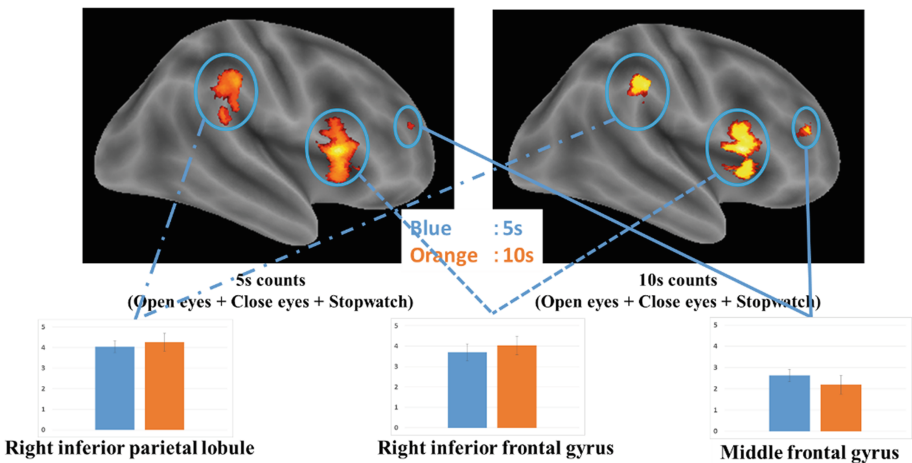 Blue : 5s
Orange : 10s
5s counts
(Open eyes + Close eyes + Stopwatch)
10s counts
(Open eyes + Close eyes + Stopwatch)
5
4
3
2
1
0
Right inferior parietal lobule
5
4
3
2
1
0
Right inferior frontal gyrus
5
4
3
2
1
0
Middle frontal gyrus